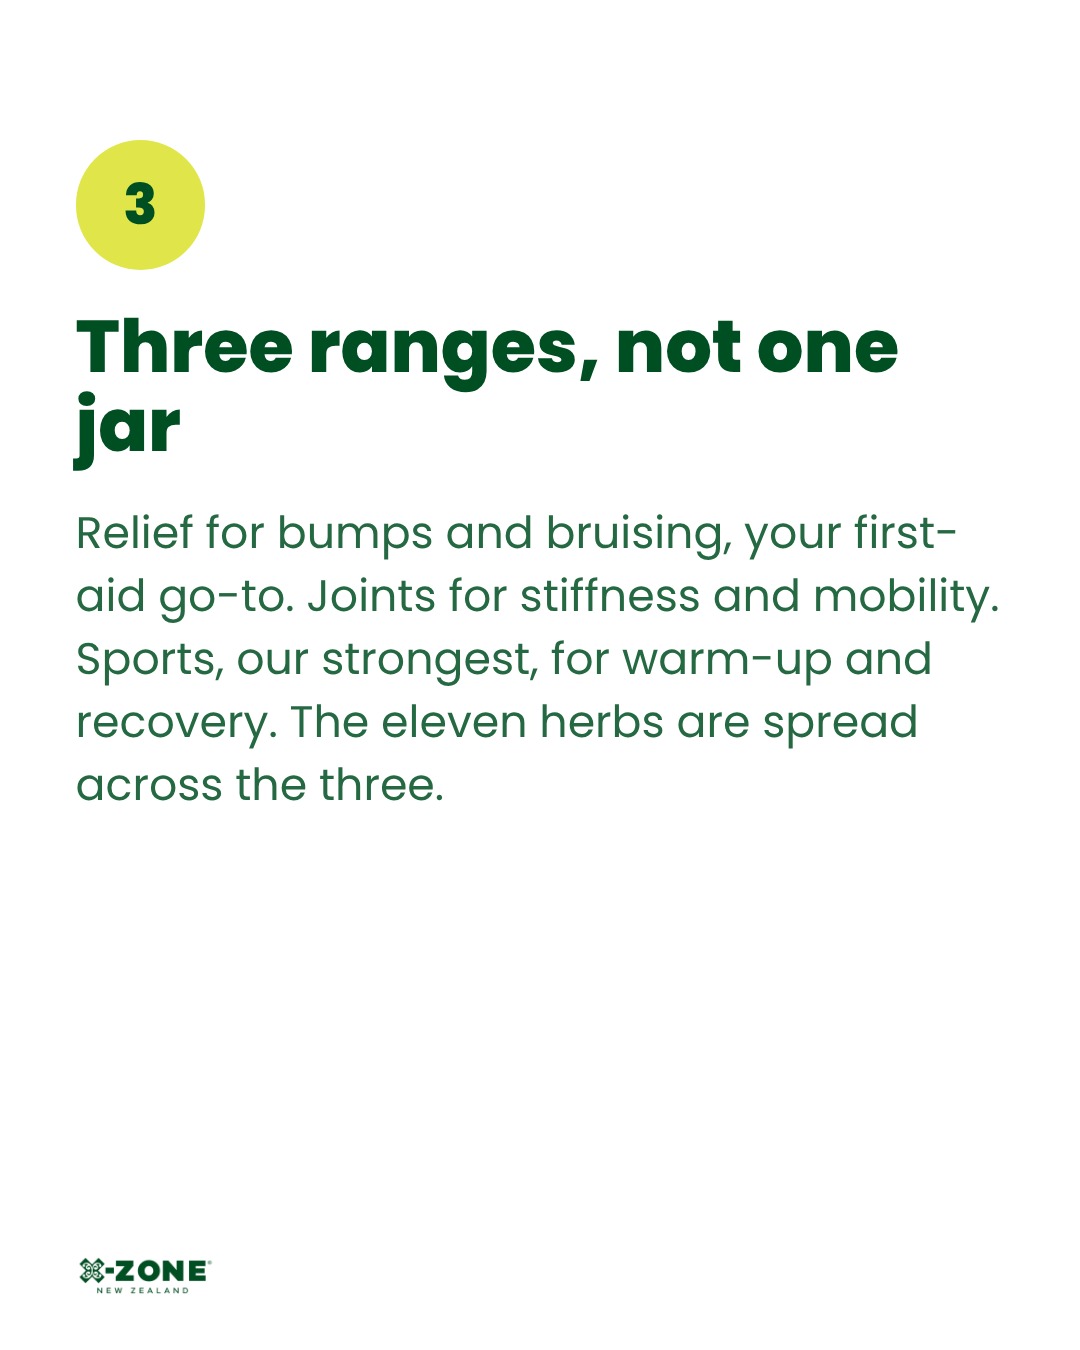 3
Three ranges, not one
jar
Relief for bumps and bruising, your first-
aid go-to. Joints for stiffness and mobility.
Sports, our strongest, for warm-up and
recovery. The eleven herbs are spread
across the three.
X-ZONE®
NEW ZEALAND